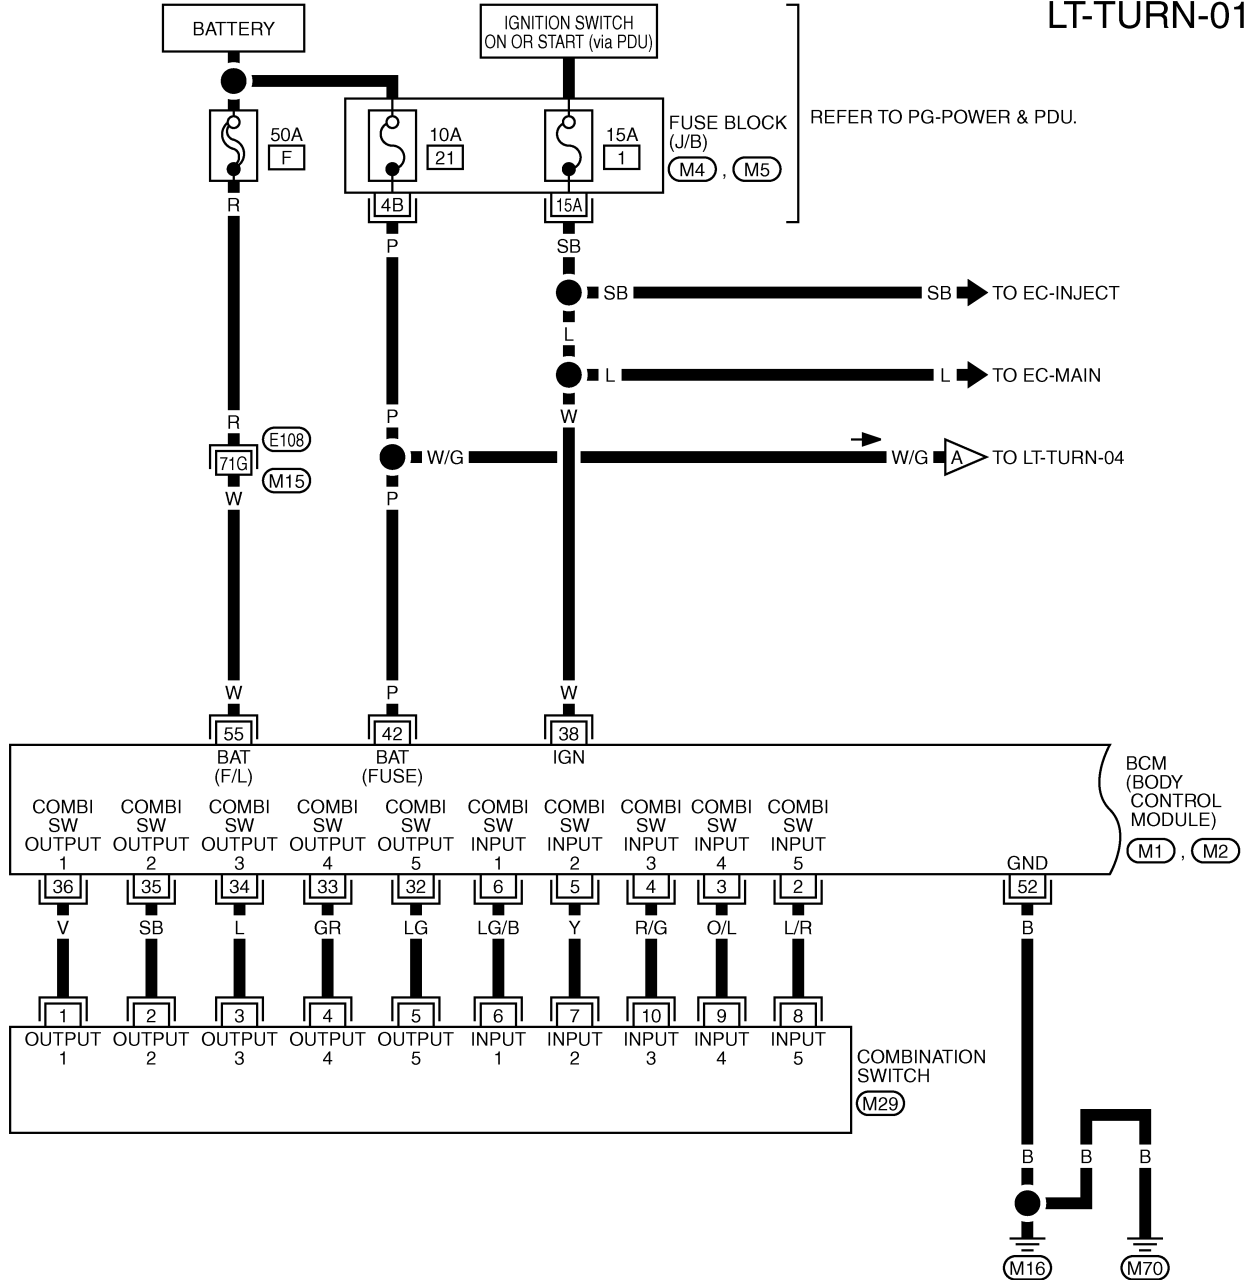 LT-TURN-01
BATTERY
IGNITION SWITCH
ON OR START (via PDU)
REFER TO PG-POWER & PDU.
50A
F
10A
21
15A
1
FUSE BLOCK
(J/B)
M4 , M5
R
4B
15A
P
SB
SB
SB
TO EC-INJECT
L
L
L
TO EC-MAIN
R
P
W
E108
71G
M15
W/G
W/G
A
TO LT-TURN-04
W
P
W
P
W
55
42
38
BAT
(F/L)
BAT
(FUSE)
IGN
BCM
(BODY
CONTROL
MODULE)
M1 , M2
COMBI
SW
OUTPUT
1
COMBI
SW
OUTPUT
2
COMBI
SW
OUTPUT
3
COMBI
SW
OUTPUT
4
COMBI
SW
OUTPUT
5
COMBI
SW
INPUT
1
COMBI
SW
INPUT
2
COMBI
SW
INPUT
3
COMBI
SW
INPUT
4
COMBI
SW
INPUT
5
GND
36 35 34 33 32 6 5 4 3 2 52
V SB L GR LG LG/B Y R/G O/L L/R B
1 2 3 4 5 6 7 10 9 8
OUTPUT
1
OUTPUT
2
OUTPUT
3
OUTPUT
4
OUTPUT
5
INPUT
1
INPUT
2
INPUT
3
INPUT
4
INPUT
5
COMBINATION
SWITCH
M29
B B B
M16
M70